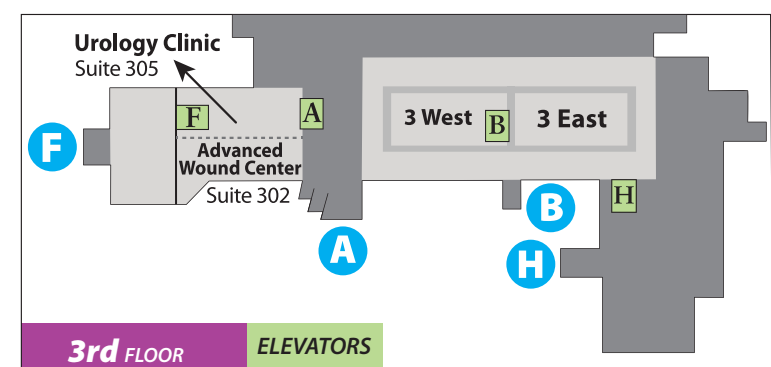 Urology Clinic
Suite 305
F
A
F
Advanced
Wound Center
Suite 302
3 West
B
3 East
A
B
H
H
3rd FLOOR
ELEVATORS